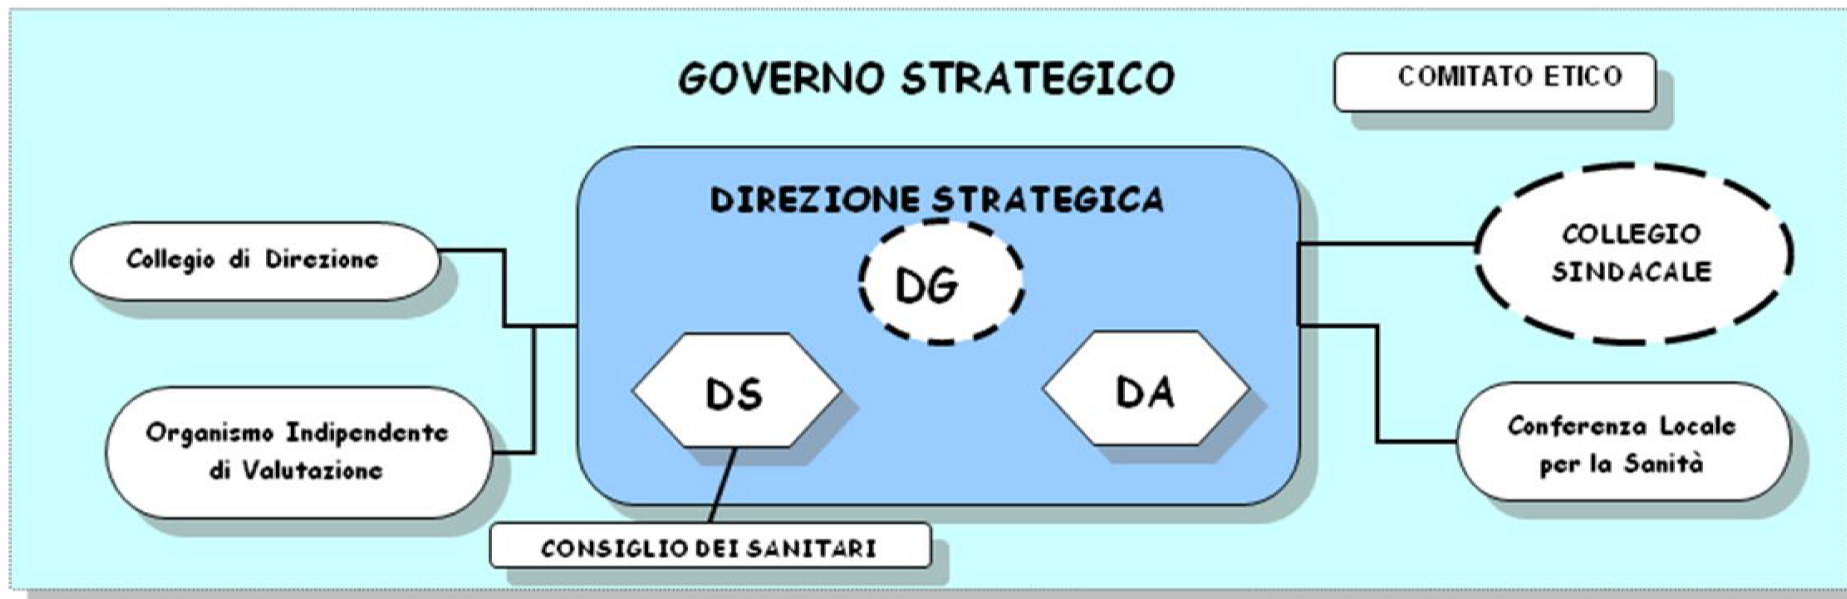 GOVERNO STRATEGICO
COMITATO ETICO
DIREZIONE STRATEGICA
Collegio di Direzione
DG
COLLEGIO
SINDACALE
DS
DA
Organismo Indipendente
di Valutazione
Conferenza Locale
per la Sanità
CONSIGLIO DEI SANITARI